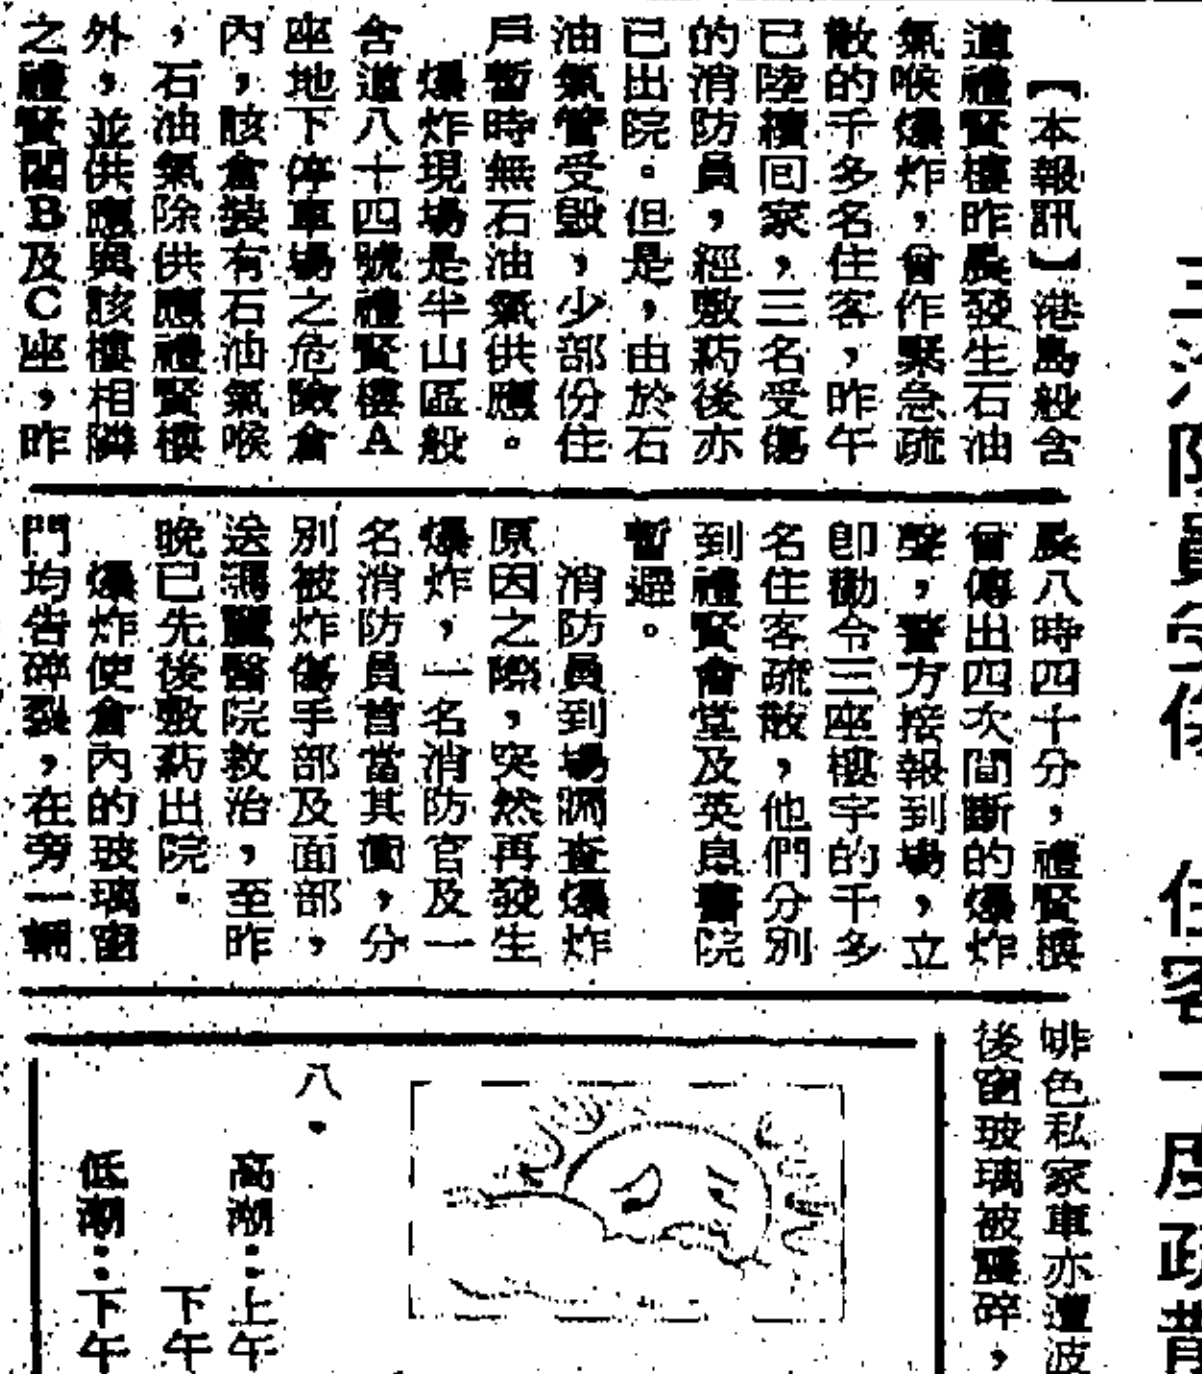 三消防員受傷　住客一度疏散
【本報訊】港島般含
道禮賢樓昨晨發生石油
氣喉爆炸，曾作緊急疏
散的千多名住客，昨午
已陸續回家，三名受傷
的消防員，經敷葯後亦
已出院。但是，由於石
油氣管受毀，少部份住
戶暫時無石油氣供應。
爆炸現場是半山區般
含道八十四號禮賢樓A
座地下停車場之危險倉
內，該倉裝有石油氣喉
，石油氣除供應禮賢樓
外，並供應與該樓相隣
之禮賢閣B及C座，昨
晨八時四十分，禮賢樓
曾傳出四次間斷的爆炸
聲，警方接報到場，立
卽勸令三座樓宇的千多
名住客疏散，他們分別
到禮賢會堂及英皇書院
暫避。
消防員到場調查爆炸
原因之際，突然再發生
爆炸，一名消防官及一
名消防員首當其衝，分
別被炸傷手部及面部，
送瑪麗醫院救治，至昨
晚已先後敷葯出院。
爆炸使倉內的玻璃窗
門均告碎裂，在旁一輛
啡色私家車亦遭波
後窗玻璃被震碎，
八．
高潮：上午
下午
低潮：下午